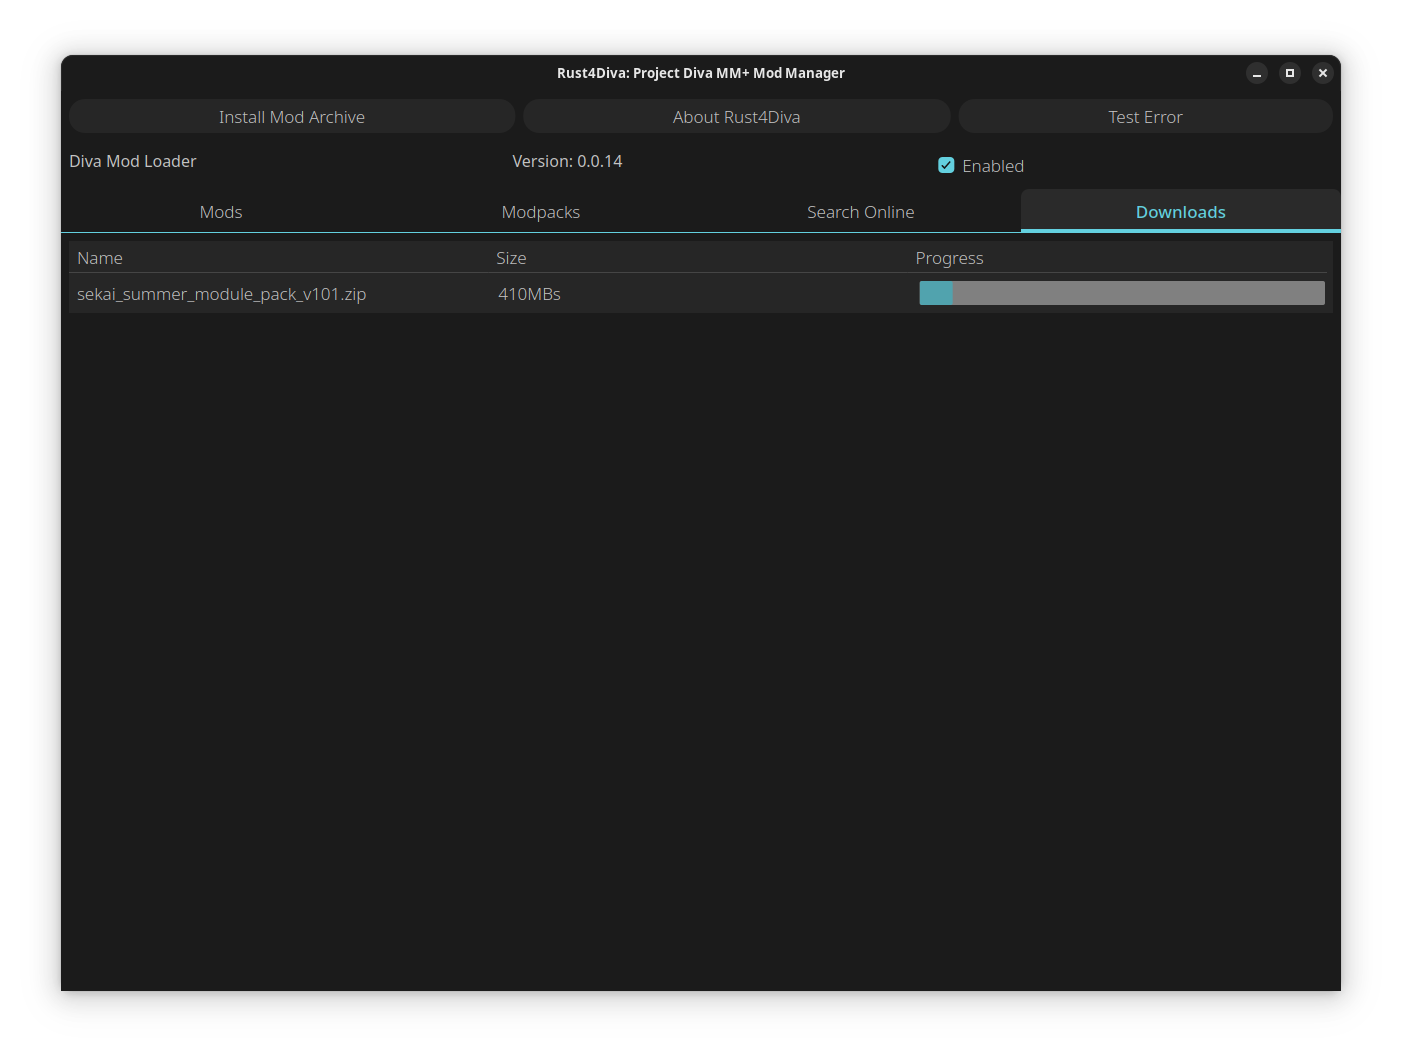 Rust4Diva: Project Diva MM+ Mod Manager
Install Mod Archive About Rust4Diva Test Error
Diva Mod Loader Version: 0.0.14 Enabled
Mods Modpacks Search Online Downloads
Name Size Progress
sekai_summer_module_pack_v101.zip 410MBs